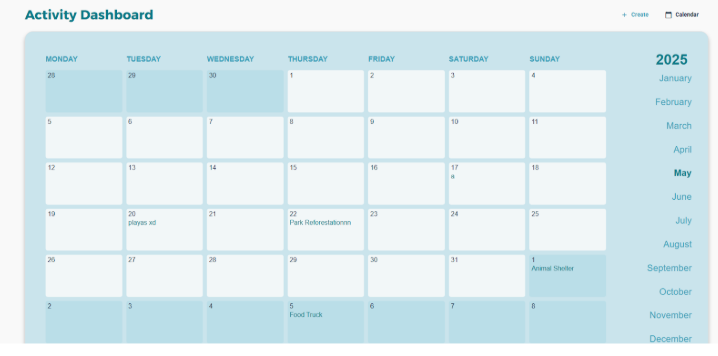 Activity Dashboard
+ Create Calendar
MONDAY TUESDAY WEDNESDAY THURSDAY FRIDAY SATURDAY SUNDAY
2025
28 29 30 1 2 3 4
January
February
5 6 7 8 9 10 11
March
April
12 13 14 15 16 17 18
a
May
June
19 20 21 22 23 24 25
playas xd Park Reforestationnn
July
August
26 27 28 29 30 31 1
Animal Shelter
September
October
2 3 4 5 6 7 8
Food Truck
November
December